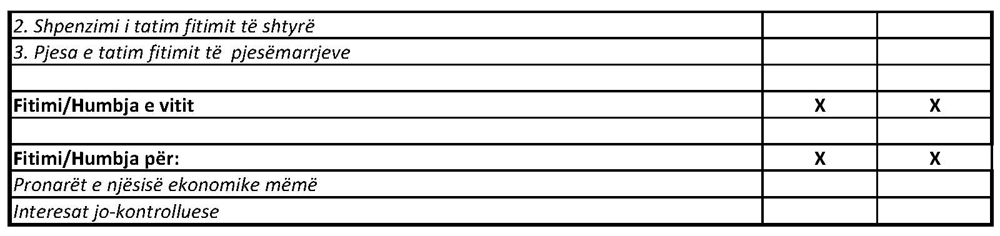 2. Shpenzimi i tatim fitimit të shtyrë
3. Pjesa e tatim fitimit të  pjesëmarrjeve
Fitimi/Humbja e vitit X X
Fitimi/Humbja për: X X
Pronarët e njësisë ekonomike mëmë
Interesat jo-kontrolluese